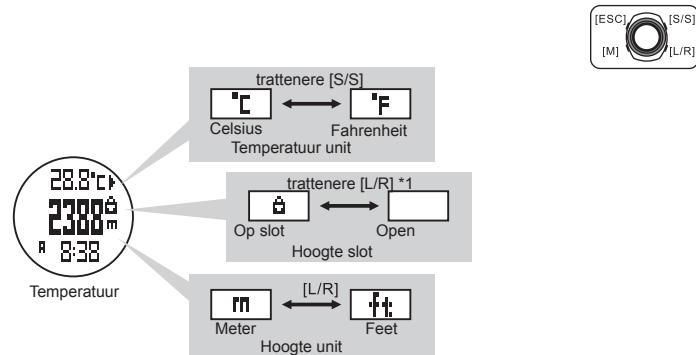 [ESC] [S/S]
[M] [L/R]
trattenere [S/S]
°C °F
Celsius Fahrenheit
Temperatuur unit
28.8°C
2388 m
A 8:38
Temperatuur
trattenere [L/R] *1
Op slot Open
Hoogte slot
[L/R]
m ft
Meter Feet
Hoogte unit